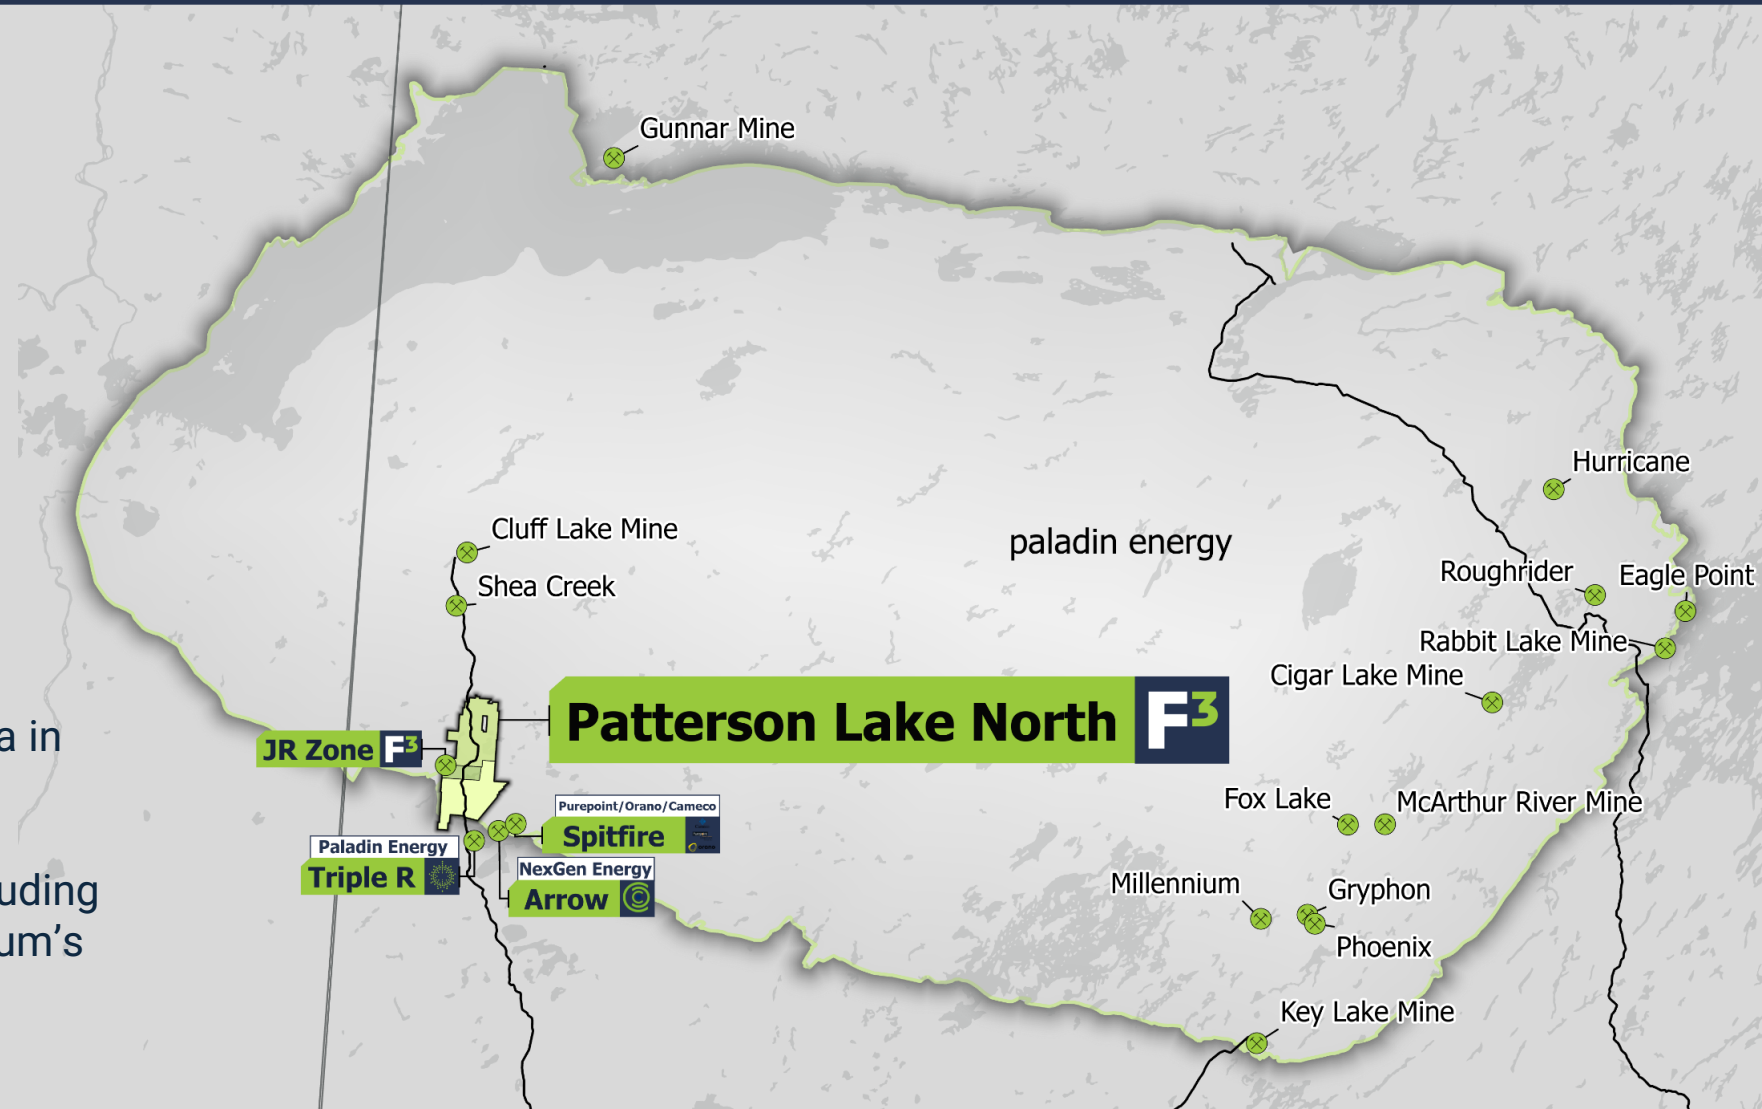 Gunnar Mine
Hurricane
Cluff Lake Mine
paladin energy
Roughrider
Eagle Point
Shea Creek
Rabbit Lake Mine
Cigar Lake Mine
Patterson Lake North F3
a in
JR Zone F3
Fox Lake
McArthur River Mine
Purepoint/Orano/Cameco
Spitfire
Paladin Energy
Triple R
NexGen Energy
Arrow
uding
um’s
Millennium
Gryphon
Phoenix
Key Lake Mine